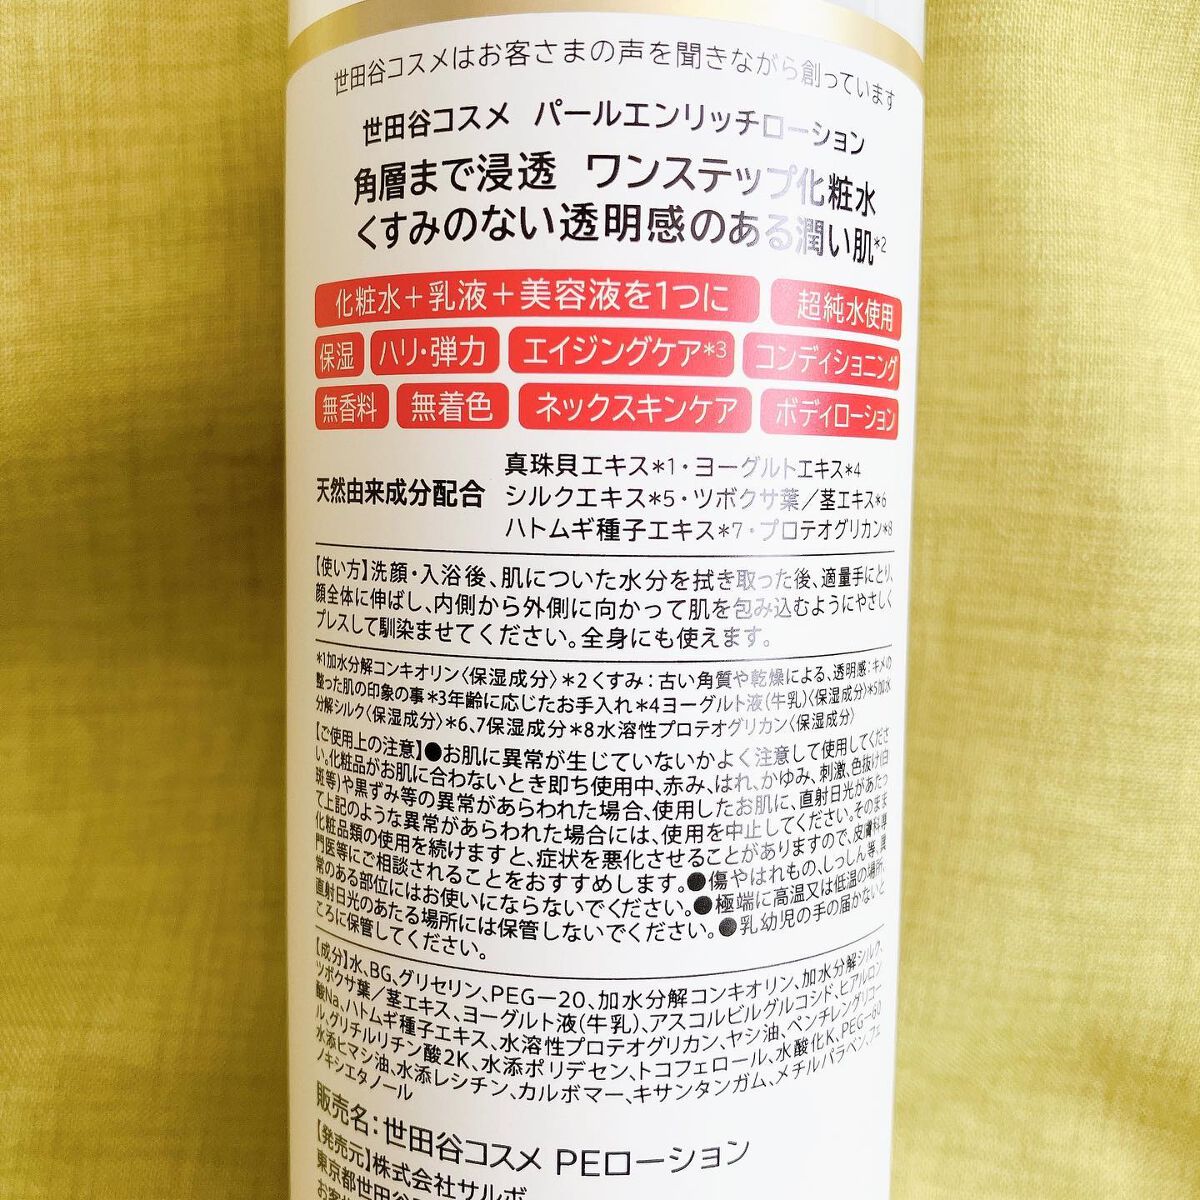 世田谷コスメはお客さまの声を聞きながら創っています
世田谷コスメ パールエンリッチローション
角層まで浸透 ワンステップ化粧水
くすみのない透明感のある潤い肌*2
化粧水+乳液+美容液を1つに 超純水使用
保湿 ハリ・弾力 エイジングケア*3 コンディショニング
無香料 無着色 ネックスキンケア ボディローション
天然由来成分配合
真珠貝エキス*1・ヨーグルトエキス*4
シルクエキス*5・ツボクサ葉/茎エキス*6
ハトムギ種子エキス*7・プロテオグリカン*8
【使い方】洗顔・入浴後、肌についた水分を拭き取った後、適量手にとり、
顔全体に伸ばし、内側から外側に向かって肌を包み込むようにやさしく
プレスして馴染ませてください。全身にも使えます。
*1加水分解コンキオリン〈保湿成分〉*2くすみ:古い角質や乾燥による、透明感:キメの
整った肌の印象の事*3年齢に応じたお手入れ*4ヨーグルト液(牛乳)〈保湿成分〉*5加水
分解シルク〈保湿成分〉*6,7保湿成分*8水溶性プロテオグリカン〈保湿成分〉
【ご使用上の注意】●お肌に異常が生じていないかよく注意して使用してくださ
い。化粧品がお肌に合わないとき即ち使用中、赤み、はれ、かゆみ、刺激、色抜け(白
斑等)や黒ずみ等の異常があらわれた場合、使用したお肌に、直射日光があたっ
て上記のような異常があらわれた場合には、使用を中止してください。そのまま
化粧品類の使用を続けますと、症状を悪化させることがありますので、皮膚科専
門医等にご相談されることをおすすめします。●傷やはれもの、しっしん等、異
常のある部位にはお使いにならないでください。●極端に高温又は低温の場所、
直射日光のあたる場所には保管しないでください。●乳幼児の手の届かないと
ころに保管してください。
【成分】水、BG、グリセリン、PEG-20、加水分解コンキオリン、加水分解シルク、
ツボクサ葉/茎エキス、ヨーグルト液(牛乳)、アスコルビルグルコシド、ヒアルロン
酸Na、ハトムギ種子エキス、水溶性プロテオグリカン、ヤシ油、ペンチレングリコー
ル、グリチルリチン酸2K、水添ポリデセン、トコフェロール、水酸化K、PEG-60
水添ヒマシ油、水添レシチン、カルボマー、キサンタンガム、メチルパラベン、フェ
ノキシエタノール
販売名:世田谷コスメ PEローション
【発売元】株式会社サルボ
東京都世田谷